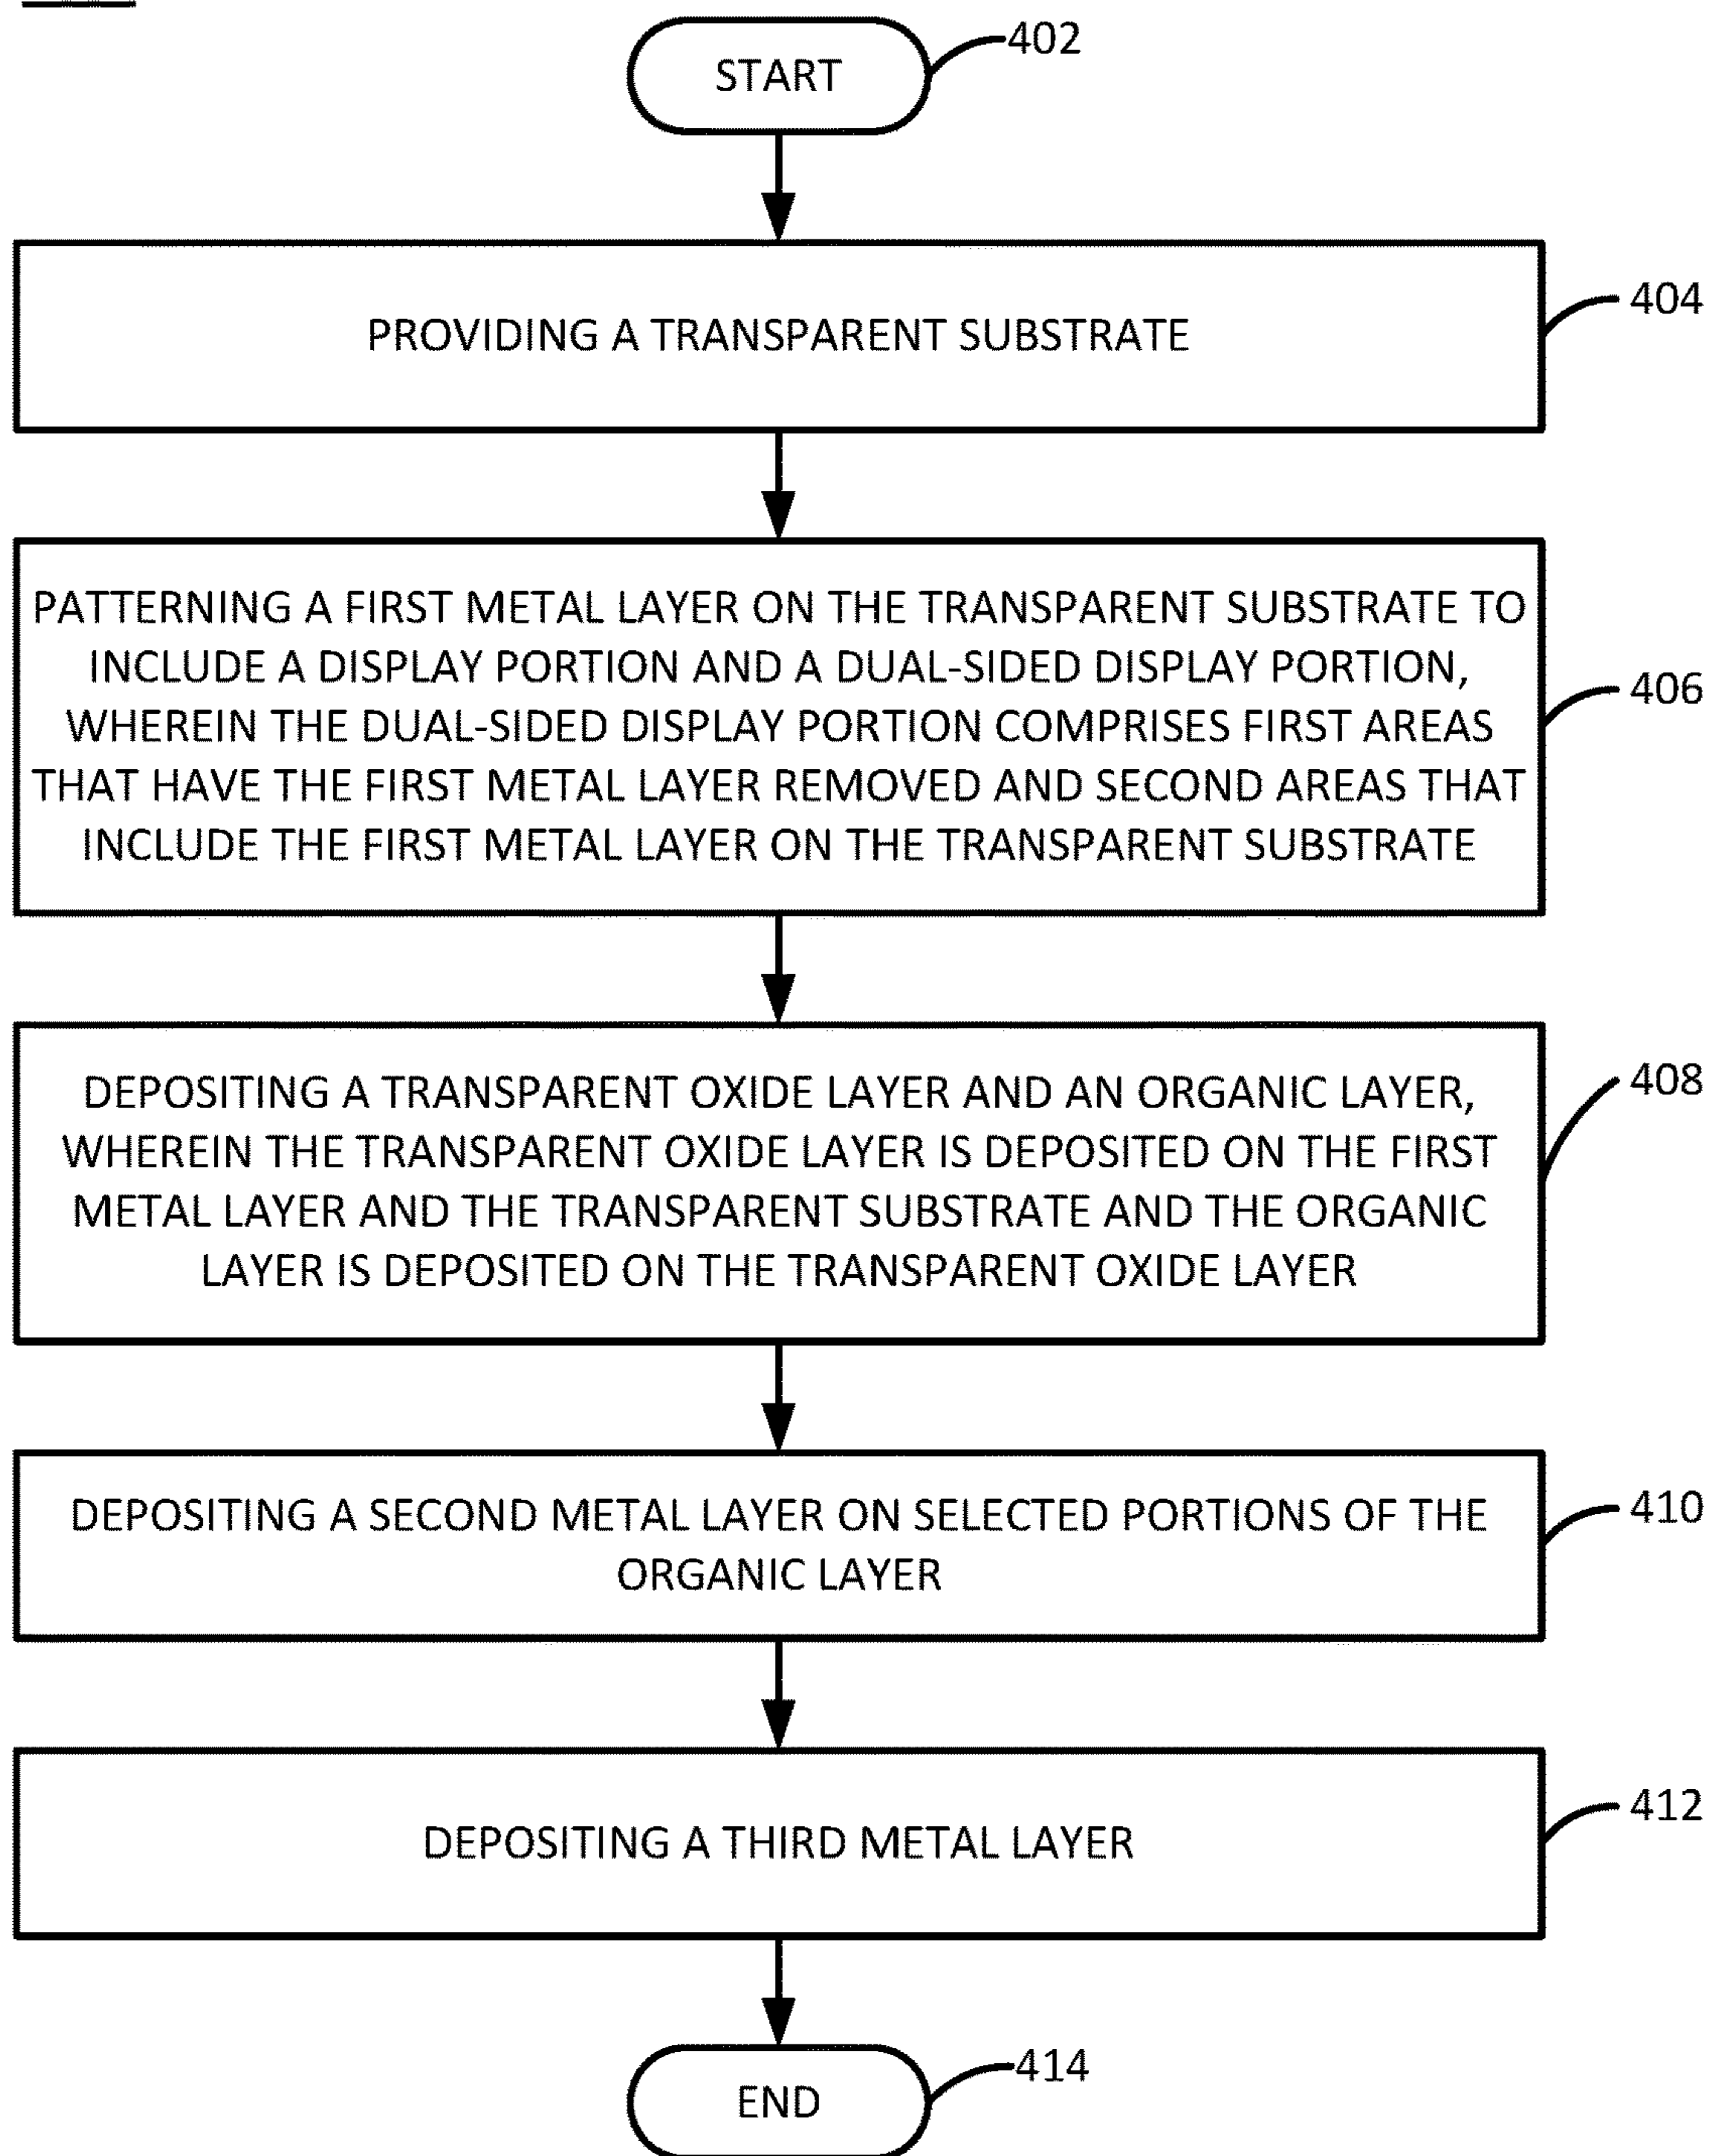 START
402
PROVIDING A TRANSPARENT SUBSTRATE
404
PATTERNING A FIRST METAL LAYER ON THE TRANSPARENT SUBSTRATE TO
INCLUDE A DISPLAY PORTION AND A DUAL-SIDED DISPLAY PORTION,
WHEREIN THE DUAL-SIDED DISPLAY PORTION COMPRISES FIRST AREAS
THAT HAVE THE FIRST METAL LAYER REMOVED AND SECOND AREAS THAT
INCLUDE THE FIRST METAL LAYER ON THE TRANSPARENT SUBSTRATE
406
DEPOSITING A TRANSPARENT OXIDE LAYER AND AN ORGANIC LAYER,
WHEREIN THE TRANSPARENT OXIDE LAYER IS DEPOSITED ON THE FIRST
METAL LAYER AND THE TRANSPARENT SUBSTRATE AND THE ORGANIC
LAYER IS DEPOSITED ON THE TRANSPARENT OXIDE LAYER
408
DEPOSITING A SECOND METAL LAYER ON SELECTED PORTIONS OF THE
ORGANIC LAYER
410
DEPOSITING A THIRD METAL LAYER
412
END
414